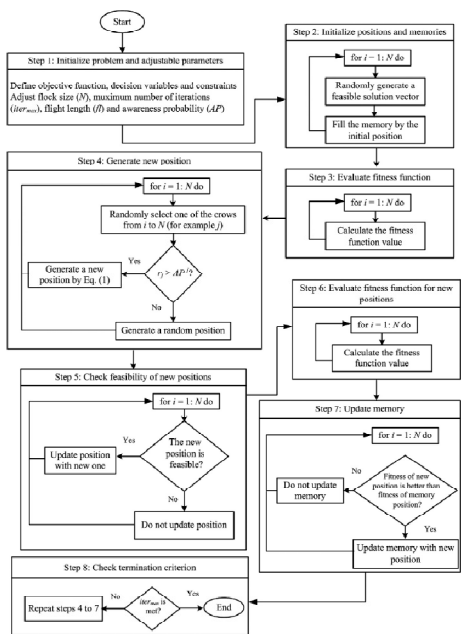 Start
Step 1: Initialize problem and adjustable parameters
Define objective function, decision variables and constraints
Adjust flock size (N), maximum number of iterations
(iter_max), flight length (fl) and awareness probability (AP)
Step 2: Initialize positions and memories
for i = 1: N do
Randomly generate a
feasible solution vector
Fill the memory by the
initial position
Step 3: Evaluate fitness function
for i = 1: N do
Calculate the fitness
function value
Step 4: Generate new position
for i = 1: N do
Randomly select one of the crows
from i to N (for example j)
Yes
Generate a new
position by Eq. (1)
No
Generate a random position
Step 5: Check feasibility of new positions
for i = 1: N do
Yes
Update position
with new one
The new
position is
feasible?
No
Do not update position
Step 6: Evaluate fitness function for new
positions
for i = 1: N do
Calculate the fitness
function value
Step 7: Update memory
for i = 1: N do
No
Do not update
memory
Fitness of new
position is better than
fitness of memory
position?
Yes
Update memory with new
position
Step 8: Check termination criterion
Repeat steps 4 to 7
No
iter_max is
met?
Yes
End